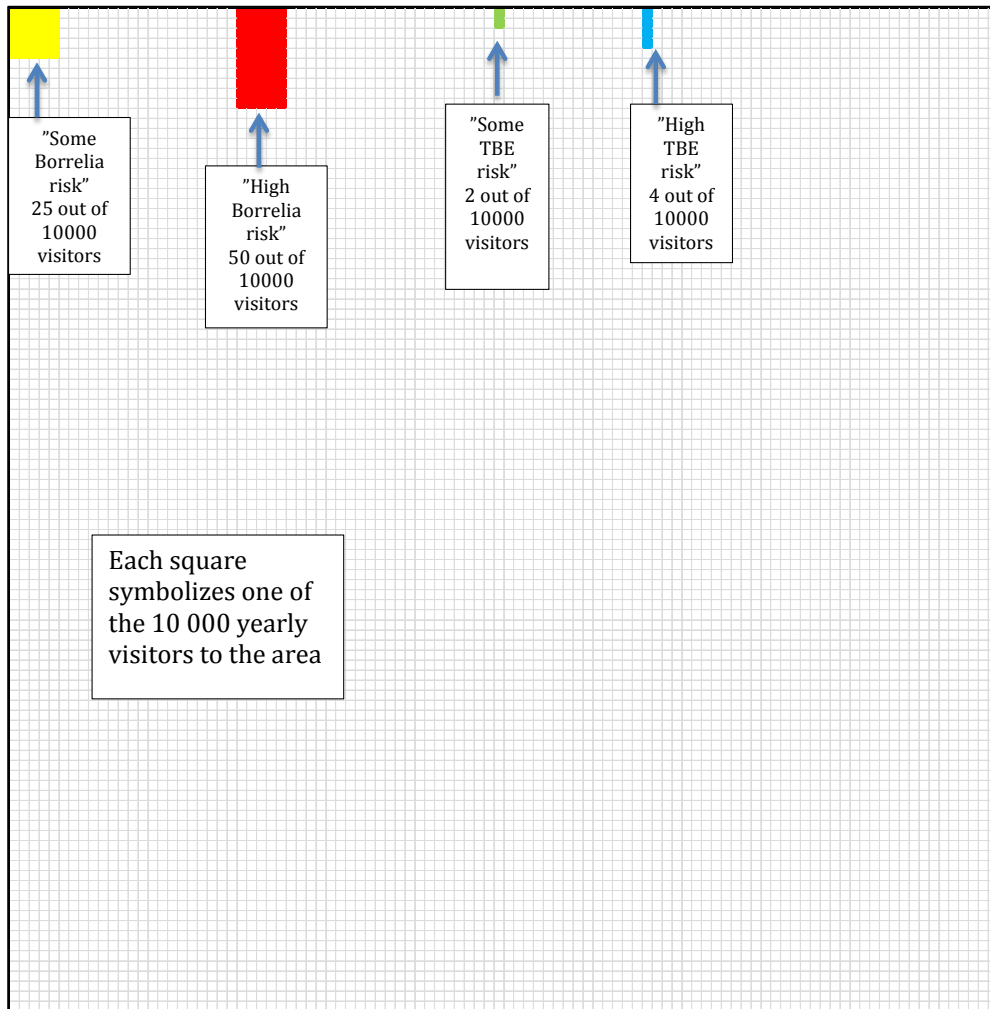 ”Some
Borrelia
risk”
25 out of
10000
visitors
”High
Borrelia
risk”
50 out of
10000
visitors
”Some
TBE
risk”
2 out of
10000
visitors
”High
TBE
risk”
4 out of
10000
visitors
Each square
symbolizes one of
the 10 000 yearly
visitors to the area